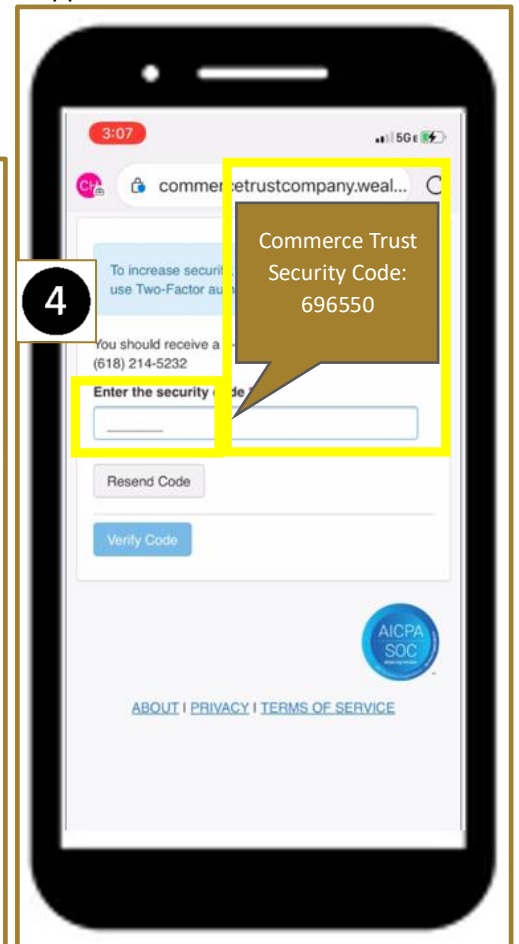 3:07
5G E
CH
commercetrustcompany.weal...
Commerce Trust
Security Code:
696550
4
To increase securit
use Two-Factor au
You should receive a
(618) 214-5232
Enter the security
de
Resend Code
Verify Code
AICPA
SOC
ABOUT | PRIVACY | TERMS OF SERVICE